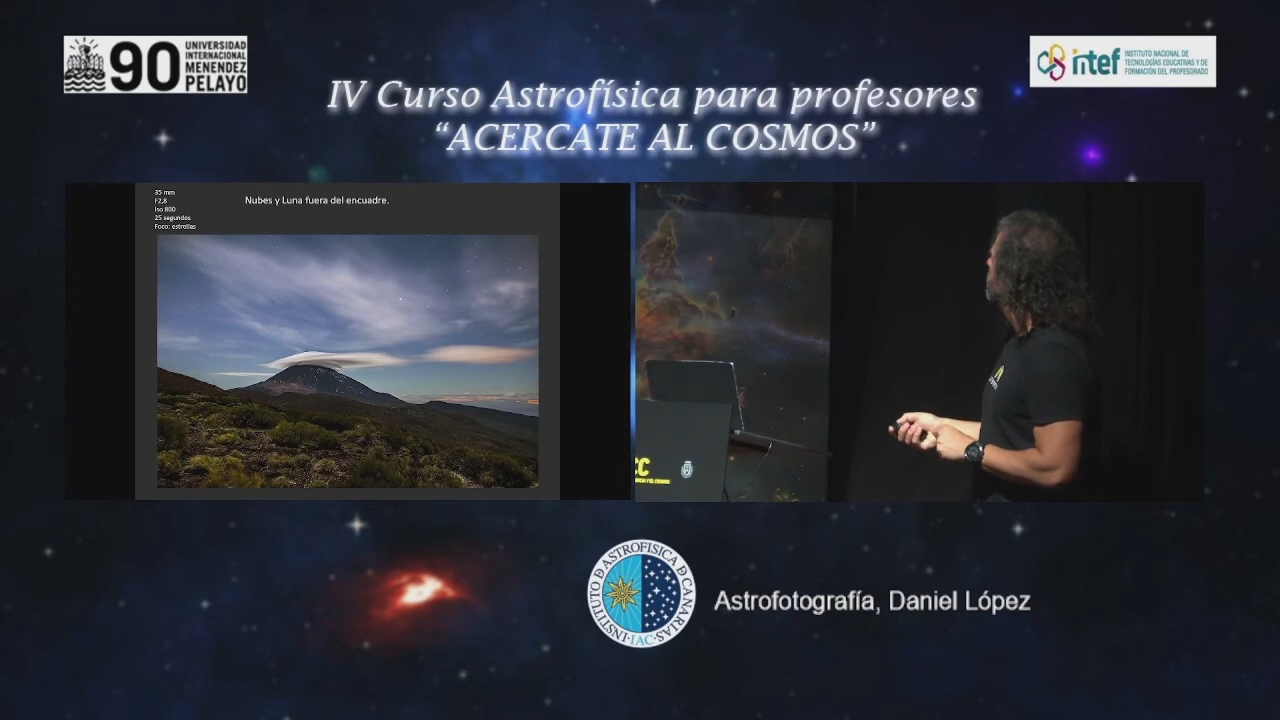 90 UNIVERSIDAD
INTERNACIONAL
MENENDEZ
PELAYO
intef INSTITUTO NACIONAL DE
TECNOLOGÍAS EDUCATIVAS Y DE
FORMACIÓN DEL PROFESORADO
IV Curso Astrofísica para profesores
“ACERCATE AL COSMOS”
35 mm
F2,8
Iso 800
25 segundos
Foco: estrellas
Nubes y Luna fuera del encuadre.
CC
INSTITUTO D ASTROFISICA D CANARIAS
·IAC·
Astrofotografía, Daniel López